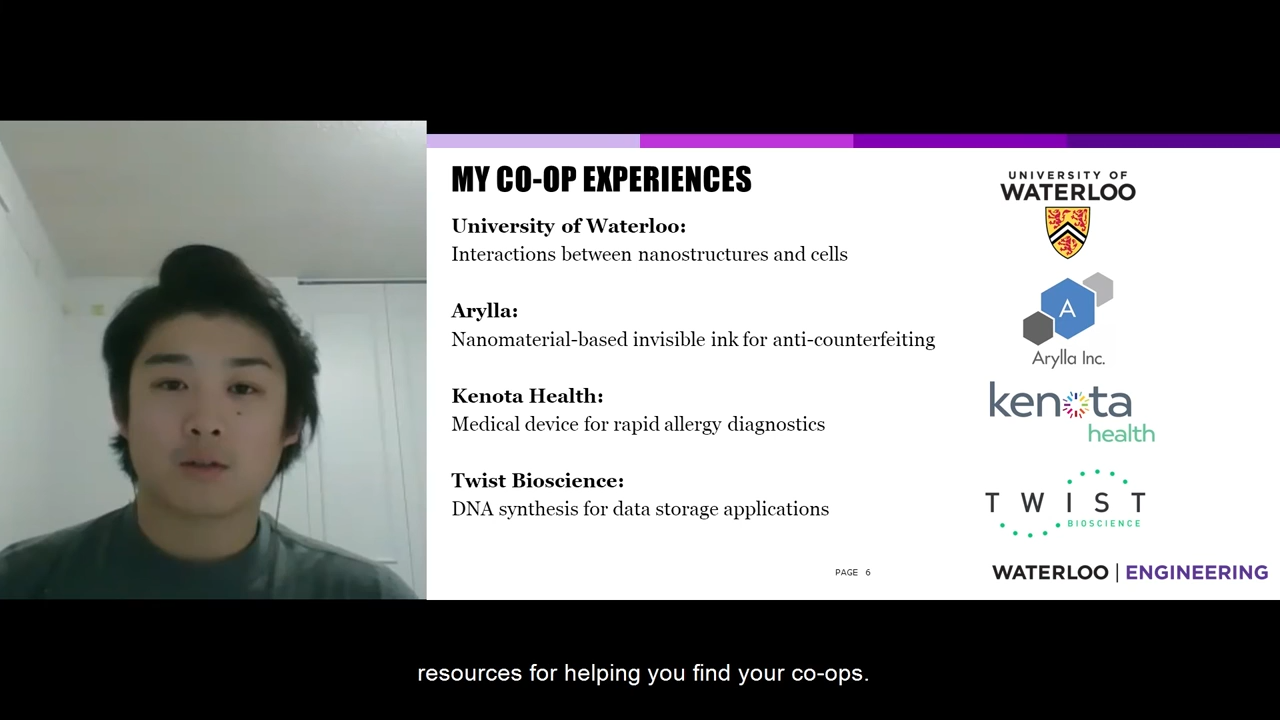 MY CO-OP EXPERIENCES
University of Waterloo:
Interactions between nanostructures and cells
Arylla:
Nanomaterial-based invisible ink for anti-counterfeiting
Kenota Health:
Medical device for rapid allergy diagnostics
Twist Bioscience:
DNA synthesis for data storage applications
UNIVERSITY OF
WATERLOO
A
Arylla Inc.
kenota
health
TWIST
BIOSCIENCE
PAGE 6
WATERLOO | ENGINEERING
resources for helping you find your co-ops.